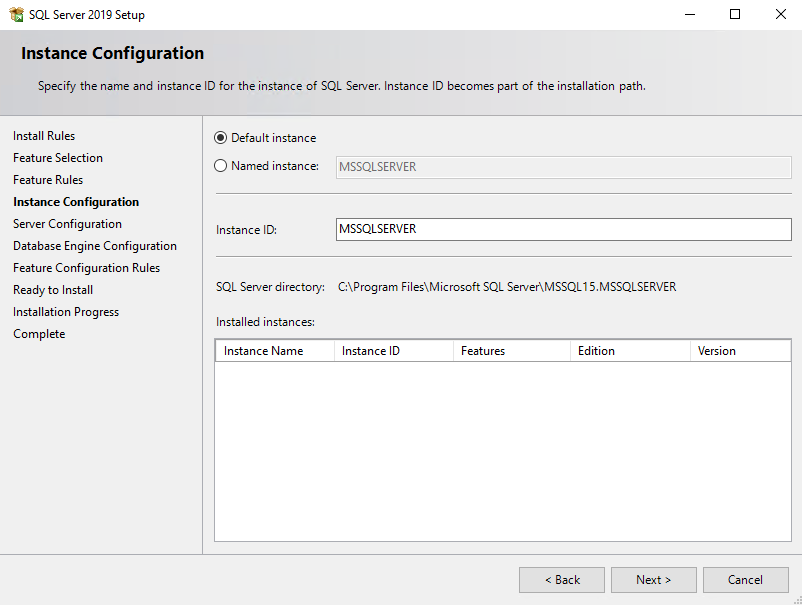 SQL Server 2019 Setup
Instance Configuration
Specify the name and instance ID for the instance of SQL Server. Instance ID becomes part of the installation path.
Install Rules
Feature Selection
Feature Rules
Instance Configuration
Server Configuration
Database Engine Configuration
Feature Configuration Rules
Ready to Install
Installation Progress
Complete
Default instance
Named instance: MSSQLSERVER
Instance ID: MSSQLSERVER
SQL Server directory: C:\Program Files\Microsoft SQL Server\MSSQL15.MSSQLSERVER
Installed instances:
Instance Name Instance ID Features Edition Version
< Back Next > Cancel